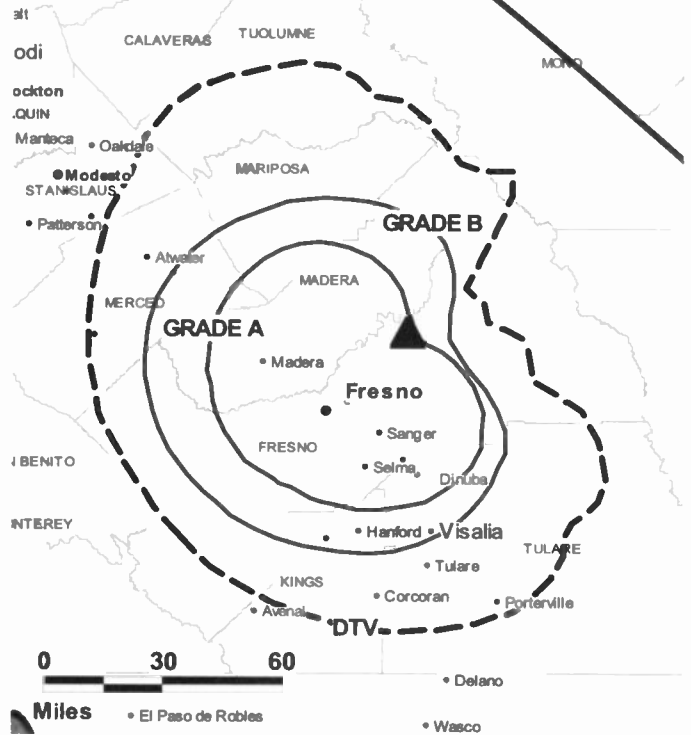 alt
CALAVERAS
TUOLUMNE
odi
MONO
ockton
QUIN
Manteca
Oakdale
Modesto
MARIPOSA
STANISLAUS
Patterson
GRADE B
Atwater
MADERA
MERCED
GRADE A
Madera
Fresno
Sanger
FRESNO
BENITO
Selma
Dinuba
NTEREY
Hanford
Visalia
TULARE
Tulare
KINGS
Corcoran
Avenal
Porterville
DTV
0 30 60
Delano
Miles
El Paso de Robles
Wasco